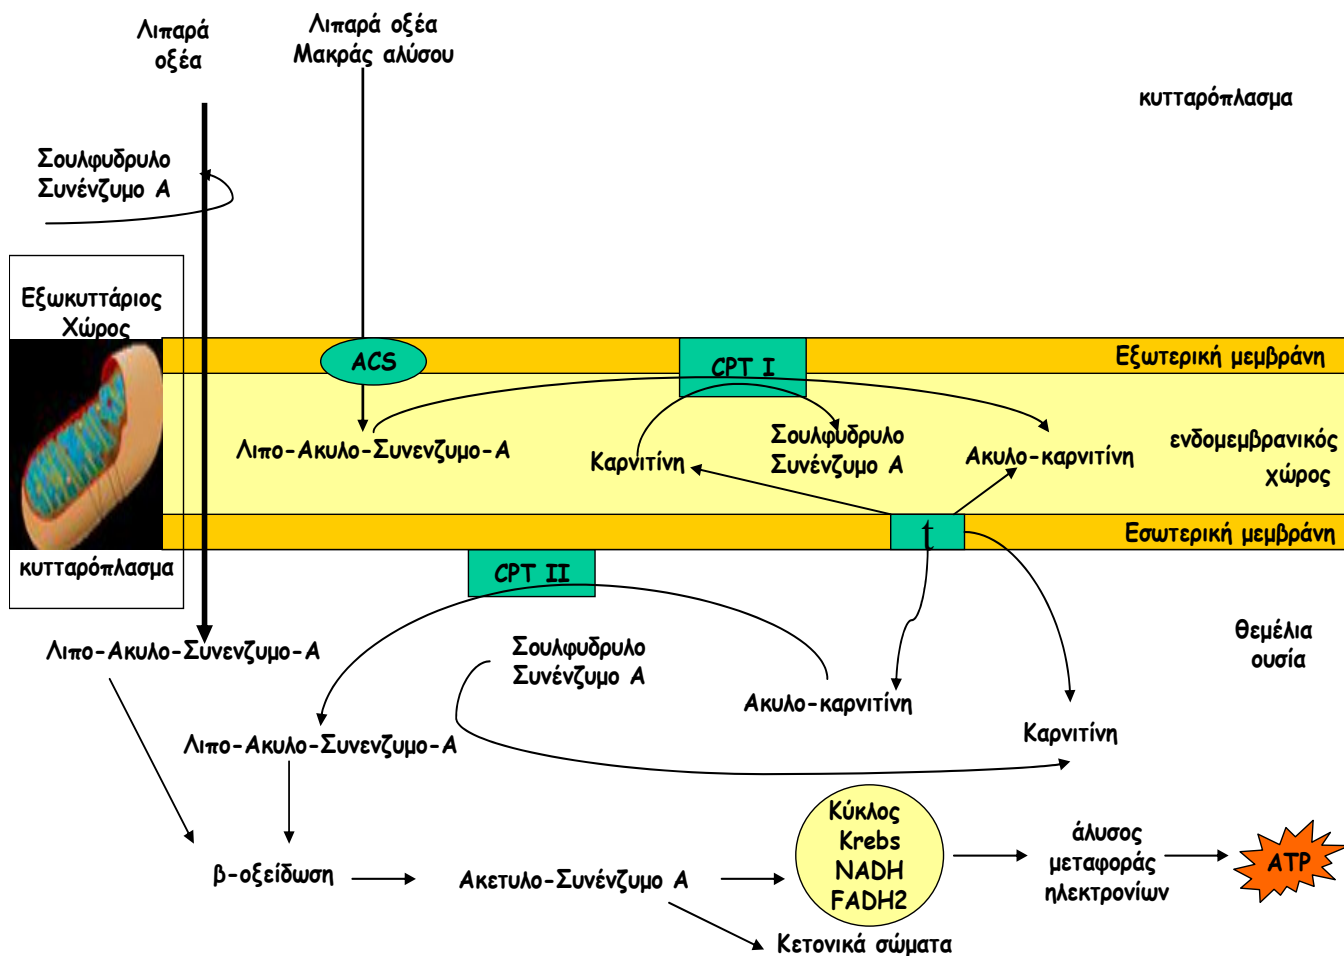 Λιπαρά
οξέα
Λιπαρά οξέα
Μακράς αλύσου
κυτταρόπλασμα
Σουλφυδρυλο
Συνένζυμο Α
Εξωκυττάριος
Χώρος
ACS
CPT I
Εξωτερική μεμβράνη
Λιπο-Ακυλο-Συνενζυμο-Α
Καρνιτίνη
Σουλφυδρυλο
Συνένζυμο Α
Ακυλο-καρνιτίνη
ενδομεμβρανικός
χώρος
t
Εσωτερική μεμβράνη
κυτταρόπλασμα
CPT II
Λιπο-Ακυλο-Συνενζυμο-Α
Σουλφυδρυλο
Συνένζυμο Α
Ακυλο-καρνιτίνη
θεμέλια
ουσία
Λιπο-Ακυλο-Συνενζυμο-Α
Καρνιτίνη
β-οξείδωση
Ακετυλο-Συνένζυμο Α
Κύκλος
Krebs
NADH
FADH2
άλυσος
μεταφοράς
ηλεκτρονίων
ATP
Κετονικά σώματα